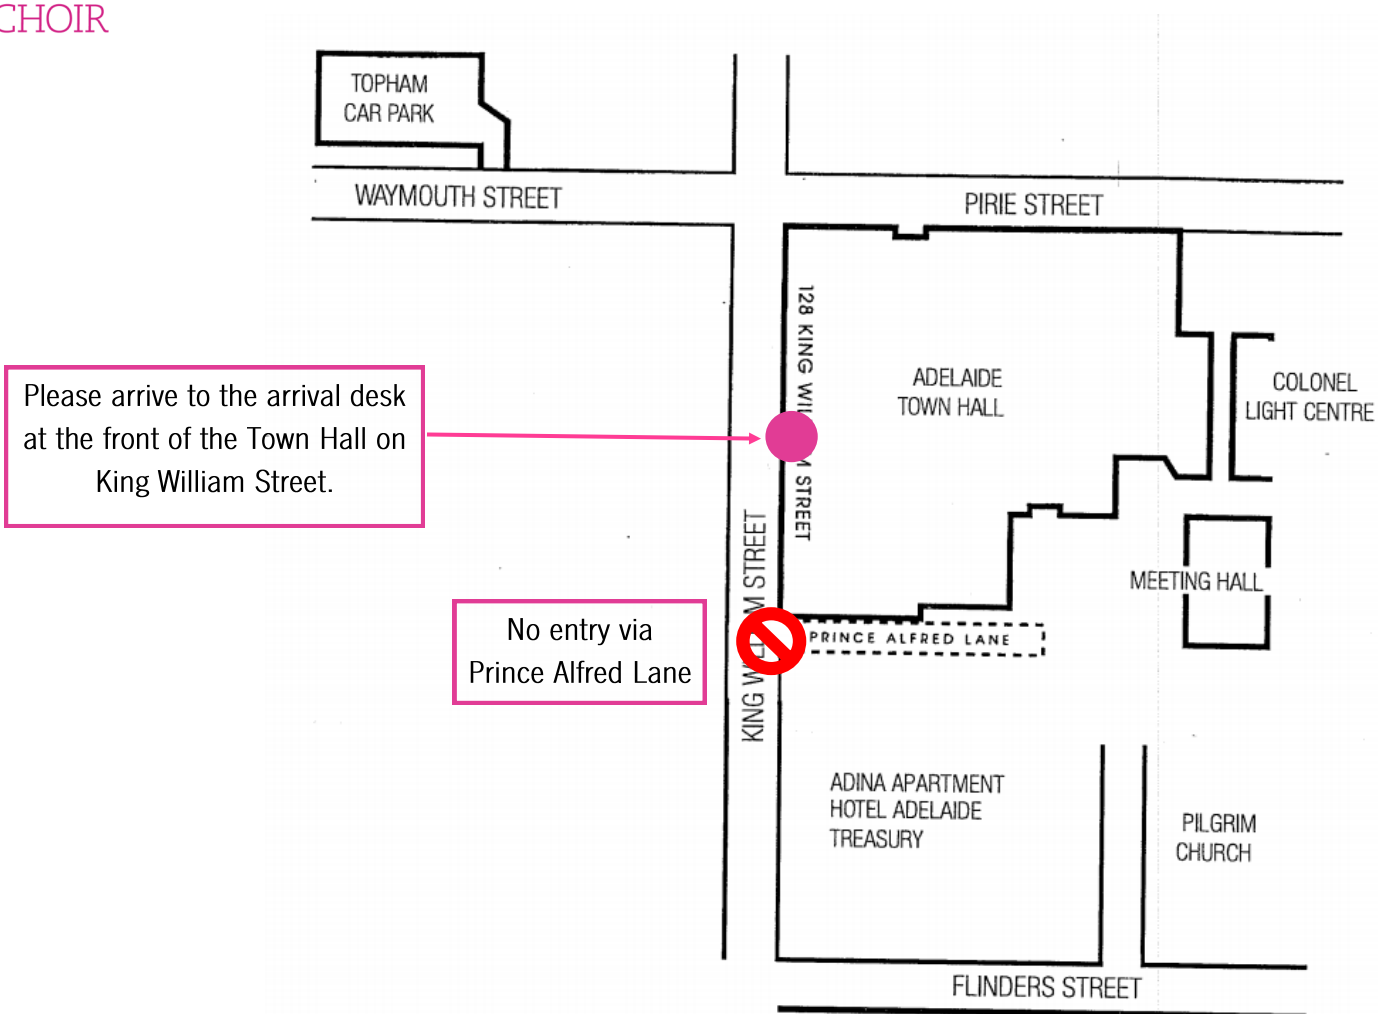 CHOIR
TOPHAM
CAR PARK
WAYMOUTH STREET
PIRIE STREET
128 KING WIL M STREET
ADELAIDE
TOWN HALL
COLONEL
LIGHT CENTRE
Please arrive to the arrival desk
at the front of the Town Hall on
King William Street.
KING WILL M STREET
MEETING HALL
No entry via
Prince Alfred Lane
PRINCE ALFRED LANE
ADINA APARTMENT
HOTEL ADELAIDE
TREASURY
PILGRIM
CHURCH
FLINDERS STREET